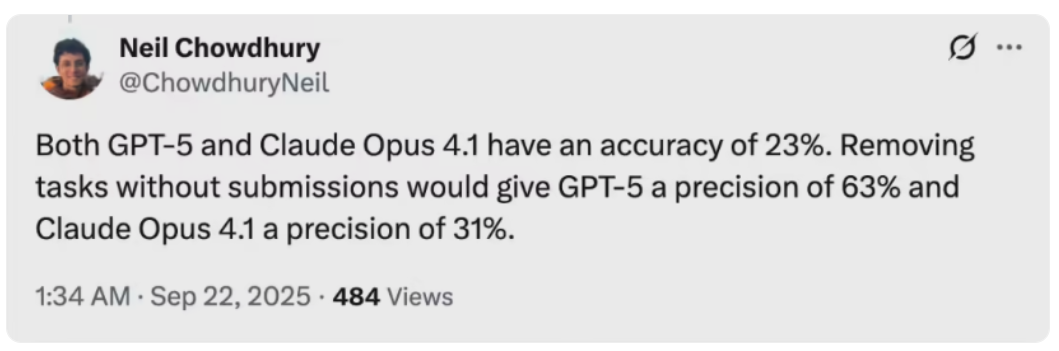 Neil Chowdhury
@ChowdhuryNeil
Both GPT-5 and Claude Opus 4.1 have an accuracy of 23%. Removing
tasks without submissions would give GPT-5 a precision of 63% and
Claude Opus 4.1 a precision of 31%.
1:34 AM · Sep 22, 2025 · 484 Views